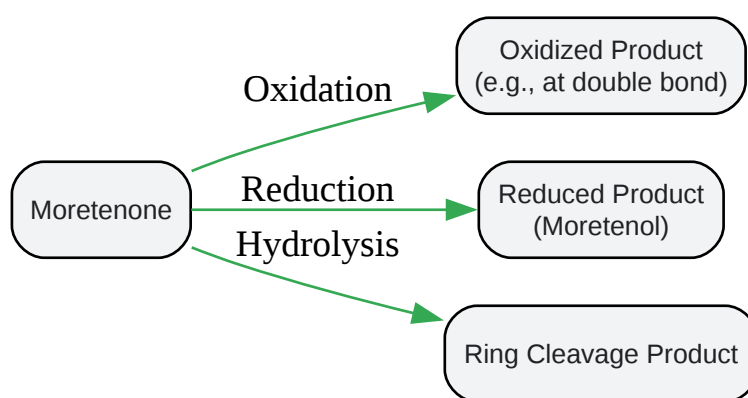 Moretenone
Oxidation
Oxidized Product
(e.g., at double bond)
Reduction
Reduced Product
(Moretenol)
Hydrolysis
Ring Cleavage Product